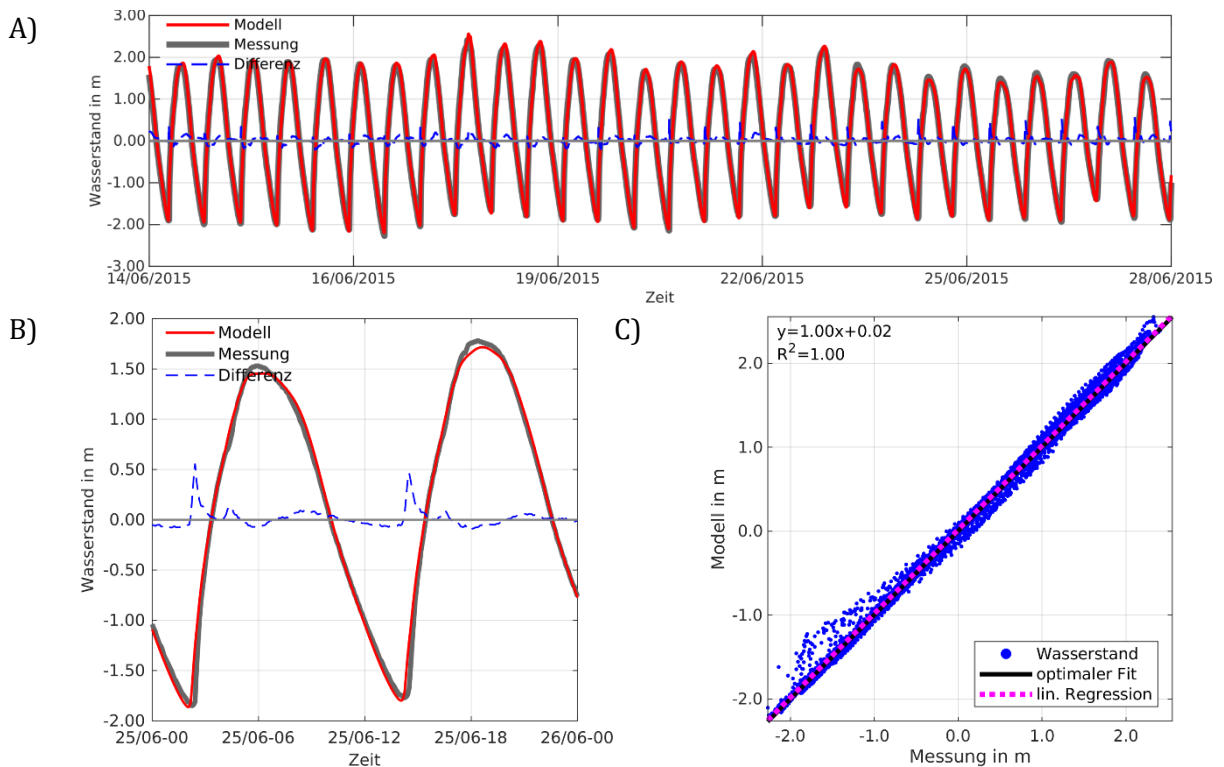 A)
Wasserstand in m
3.00
2.00
1.00
0.00
-1.00
-2.00
-3.00
Modell
Messung
Differenz
14/06/2015 16/06/2015 19/06/2015 22/06/2015 25/06/2015 28/06/2015
Zeit
B)
Wasserstand in m
2.00
1.50
1.00
0.50
0.00
-0.50
-1.00
-1.50
-2.00
Modell
Messung
Differenz
25/06-00 25/06-06 25/06-12 25/06-18 26/06-00
Zeit
C)
y=1.00x+0.02
R²=1.00
Modell in m
2.0
1.0
0.0
-1.0
-2.0
Wasserstand
optimaler Fit
lin. Regression
-2.0 -1.0 0.0 1.0 2.0
Messung in m